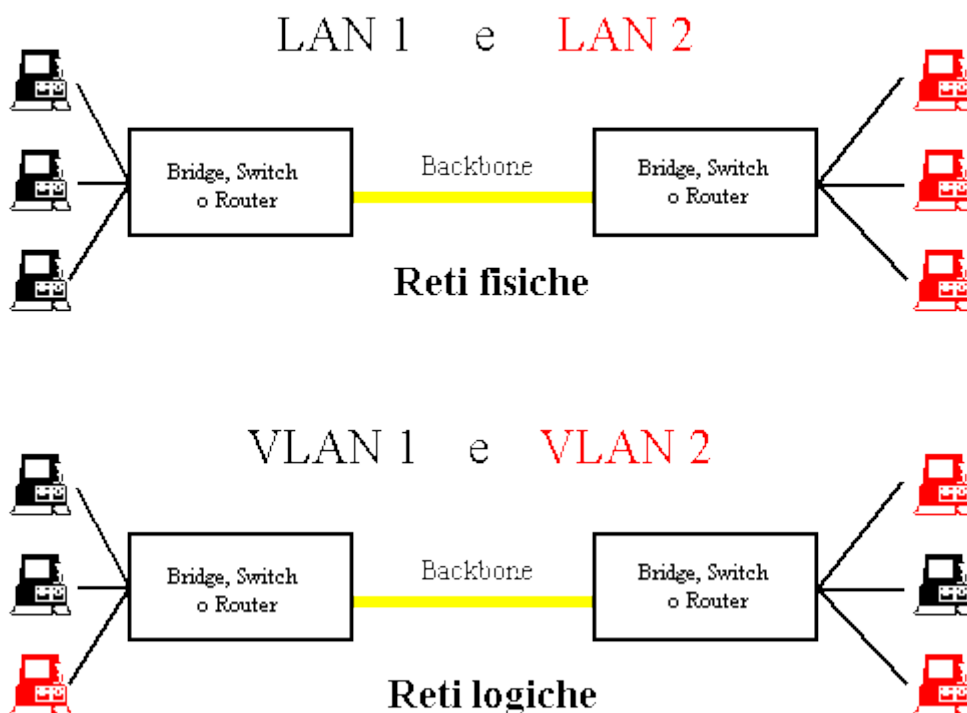 LAN 1 e LAN 2
Bridge, Switch
o Router
Backbone
Bridge, Switch
o Router
Reti fisiche
VLAN 1 e VLAN 2
Bridge, Switch
o Router
Backbone
Bridge, Switch
o Router
Reti logiche